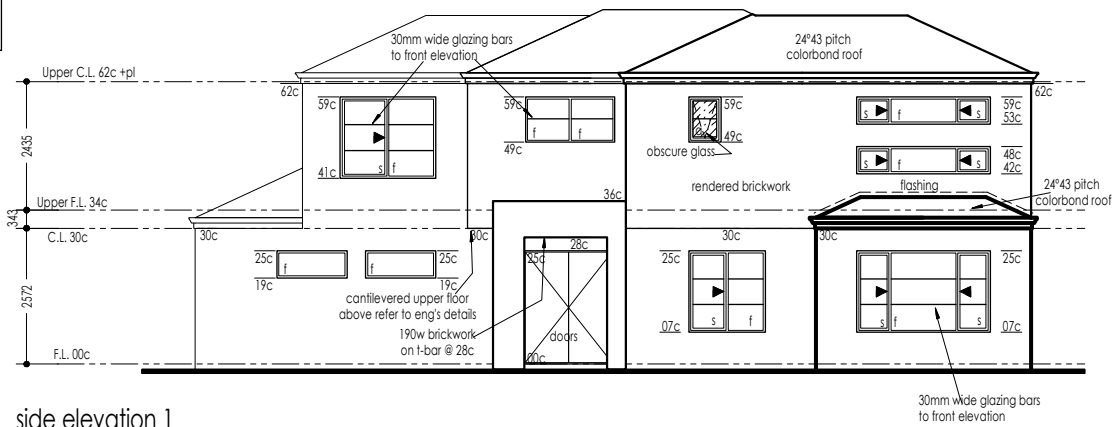 30mm wide glazing bars
to front elevation
24°43 pitch
colorbond roof
Upper C.L. 62c +pl
62c
62c
59c
59c
59c
59c
53c
s
f
s
f
f
49c
49c
obscure glass
48c
42c
s
f
s
2435
41c
s
f
rendered brickwork
flashing
24°43 pitch
colorbond roof
36c
Upper F.L. 34c
343
C.L. 30c
30c
30c
30c
30c
28c
25c
f
f
25c
25c
25c
25c
19c
19c
cantilevered upper floor
above refer to eng's details
2572
190w brickwork
on t-bar @ 28c
doors
07c
s
f
s
f
s
07c
F.L. 00c
00c
30mm wide glazing bars
to front elevation
side elevation 1